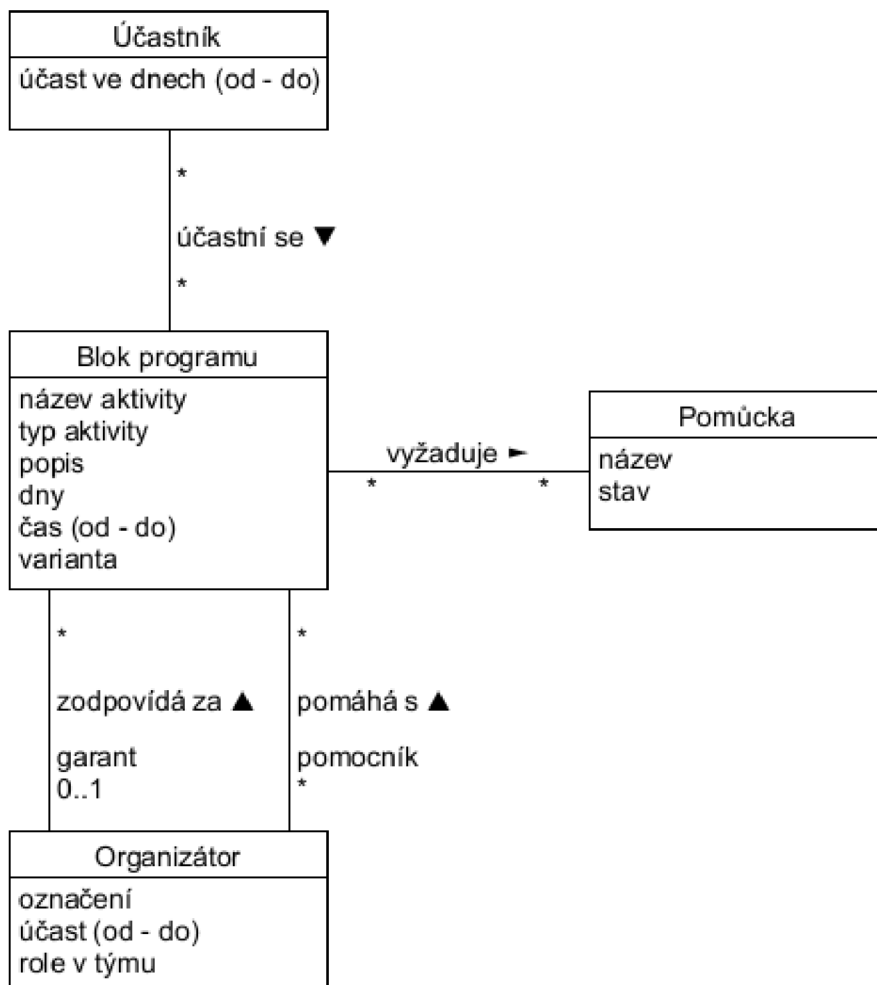 Účastník
účast ve dnech (od - do)
*
účastní se ▼
*
Blok programu
název aktivity
typ aktivity
popis
dny
čas (od - do)
varianta
vyžaduje ►
* *
Pomůcka
název
stav
* *
zodpovídá za ▲ pomáhá s ▲
garant pomocník
0..1 *
Organizátor
označení
účast (od - do)
role v týmu